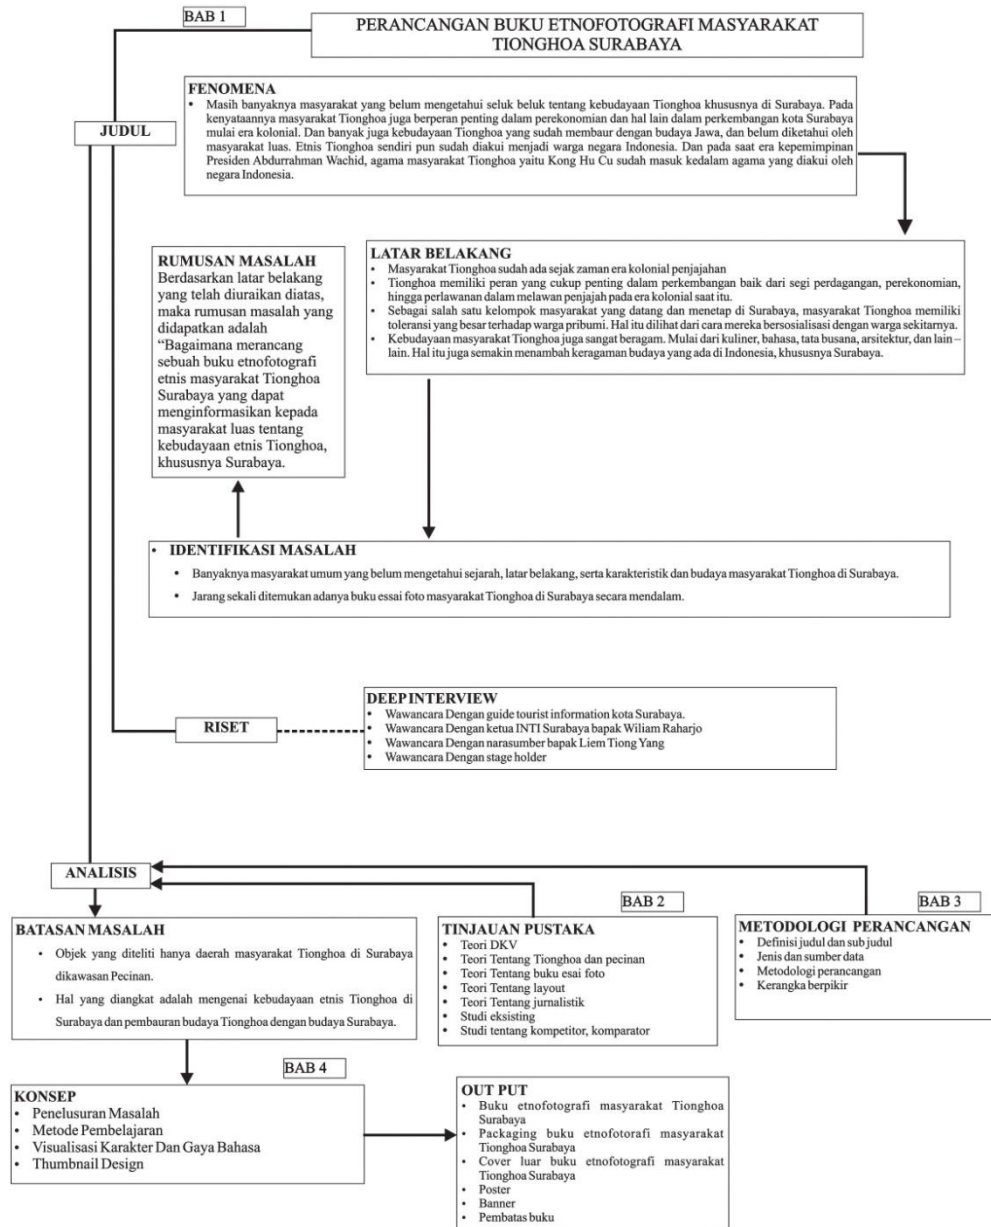 BAB 1
PERANCANGAN BUKU ETNOFOTOGRAFI MASYARAKAT
TIONGHOA SURABAYA
JUDUL
FENOMENA
• Masih banyaknya masyarakat yang belum mengetahui seluk beluk tentang kebudayaan Tionghoa khususnya di Surabaya. Pada
kenyataannya masyarakat Tionghoa juga berperan penting dalam perekonomian dan hal lain dalam perkembangan kota Surabaya
mulai era kolonial. Dan banyak juga kebudayaan Tionghoa yang sudah membaur dengan budaya Jawa, dan belum diketahui oleh
masyarakat luas. Etnis Tionghoa sendiri pun sudah diakui menjadi warga negara Indonesia. Dan pada saat era kepemimpinan
Presiden Abdurrahman Wachid, agama masyarakat Tionghoa yaitu Kong Hu Cu sudah masuk kedalam agama yang diakui oleh
negara Indonesia.
LATAR BELAKANG
• Masyarakat Tionghoa sudah ada sejak zaman era kolonial penjajahan
• Tionghoa memiliki peran yang cukup penting dalam perkembangan baik dari segi perdagangan, perekonomian,
hingga perlawanan dalam melawan penjajah pada era kolonial saat itu.
• Sebagai salah satu kelompok masyarakat yang datang dan menetap di Surabaya, masyarakat Tionghoa memiliki
toleransi yang besar terhadap warga pribumi. Hal itu dilihat dari cara mereka bersosialisasi dengan warga sekitarnya.
• Kebudayaan masyarakat Tionghoa juga sangat beragam. Mulai dari kuliner, bahasa, tata busana, arsitektur, dan lain –
lain. Hal itu juga semakin menambah keragaman budaya yang ada di Indonesia, khususnya Surabaya.
RUMUSAN MASALAH
Berdasarkan latar belakang
yang telah diuraikan diatas,
maka rumusan masalah yang
didapatkan adalah
“Bagaimana merancang
sebuah buku etnofotografi
etnis masyarakat Tionghoa
Surabaya yang dapat
menginformasikan kepada
masyarakat luas tentang
kebudayaan etnis Tionghoa,
khususnya Surabaya.
• IDENTIFIKASI MASALAH
• Banyaknya masyarakat umum yang belum mengetahui sejarah, latar belakang, serta karakteristik dan budaya masyarakat Tionghoa di Surabaya.
• Jarang sekali ditemukan adanya buku essai foto masyarakat Tionghoa di Surabaya secara mendalam.
RISET
DEEP INTERVIEW
• Wawancara Dengan guide tourist information kota Surabaya.
• Wawancara Dengan ketua INTI Surabaya bapak Wiliam Raharjo
• Wawancara Dengan narasumber bapak Liem Tiong Yang
• Wawancara Dengan stage holder
ANALISIS
BATASAN MASALAH
• Objek yang diteliti hanya daerah masyarakat Tionghoa di Surabaya
dikawasan Pecinan.
• Hal yang diangkat adalah mengenai kebudayaan etnis Tionghoa di
Surabaya dan pembauran budaya Tionghoa dengan budaya Surabaya.
BAB 2
TINJAUAN PUSTAKA
• Teori DKV
• Teori Tentang Tionghoa dan pecinan
• Teori Tentang buku esai foto
• Teori Tentang layout
• Teori Tentang jurnalistik
• Studi eksisting
• Studi tentang kompetitor, komparator
BAB 3
METODOLOGI PERANCANGAN
• Definisi judul dan sub judul
• Jenis dan sumber data
• Metodologi perancangan
• Kerangka berpikir
BAB 4
KONSEP
• Penelusuran Masalah
• Metode Pembelajaran
• Visualisasi Karakter Dan Gaya Bahasa
• Thumbnail Design
OUT PUT
• Buku etnofotografi masyarakat Tionghoa
Surabaya
• Packaging buku etnofotorafi masyarakat
Tionghoa Surabaya
• Cover luar buku etnofotografi masyarakat
Tionghoa Surabaya
• Poster
• Banner
• Pembatas buku